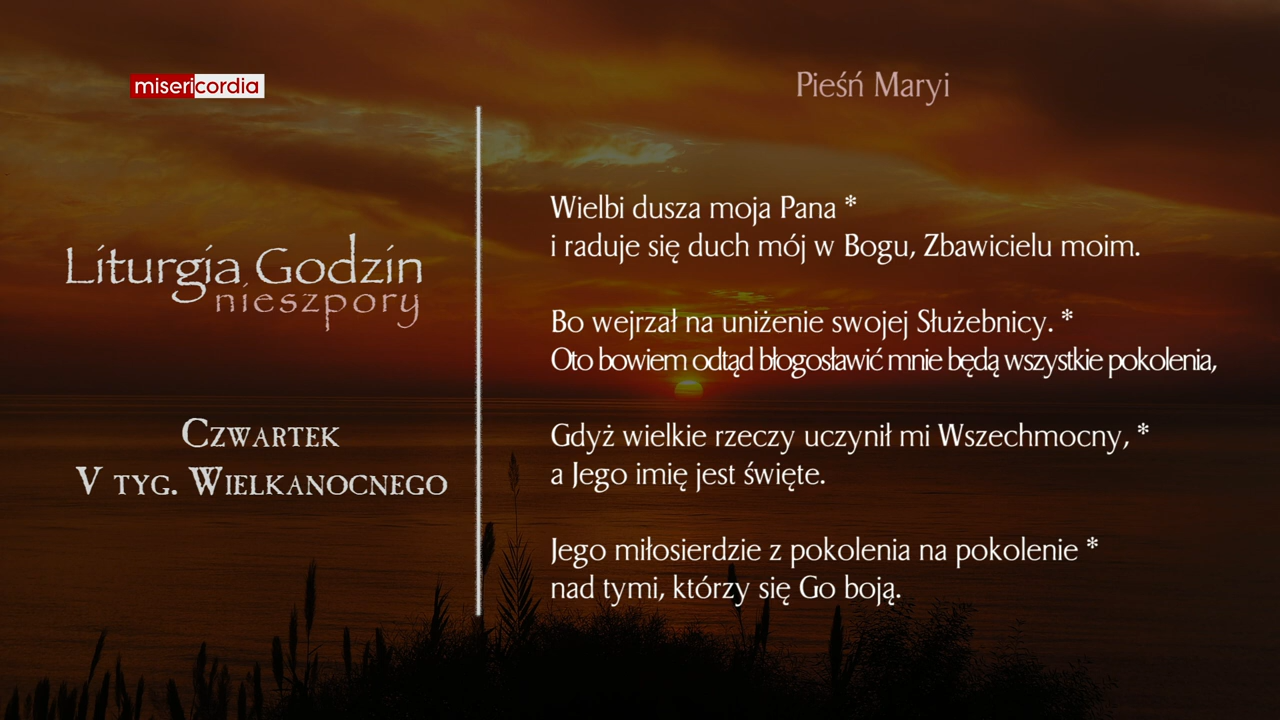 misericordia
Liturgia Godzin
nieszpory
Czwartek
V tyg. Wielkanocnego
Pieśń Maryi
Wielbi dusza moja Pana *
i raduje się duch mój w Bogu, Zbawicielu moim.
Bo wejrzał na uniżenie swojej Służebnicy. *
Oto bowiem odtąd błogosławić mnie będą wszystkie pokolenia,
Gdyż wielkie rzeczy uczynił mi Wszechmocny, *
a Jego imię jest święte.
Jego miłosierdzie z pokolenia na pokolenie *
nad tymi, którzy się Go boją.